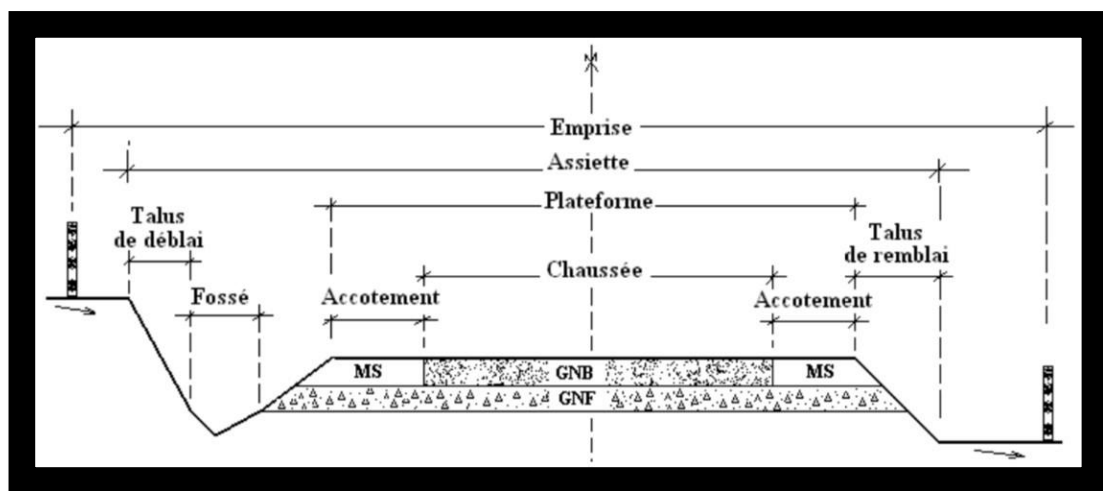 Emprise
Assiette
Plateforme
Talus
de déblai
Talus
de remblai
Chaussée
Fossé
Accotement
Accotement
MS
GNB
MS
GNF